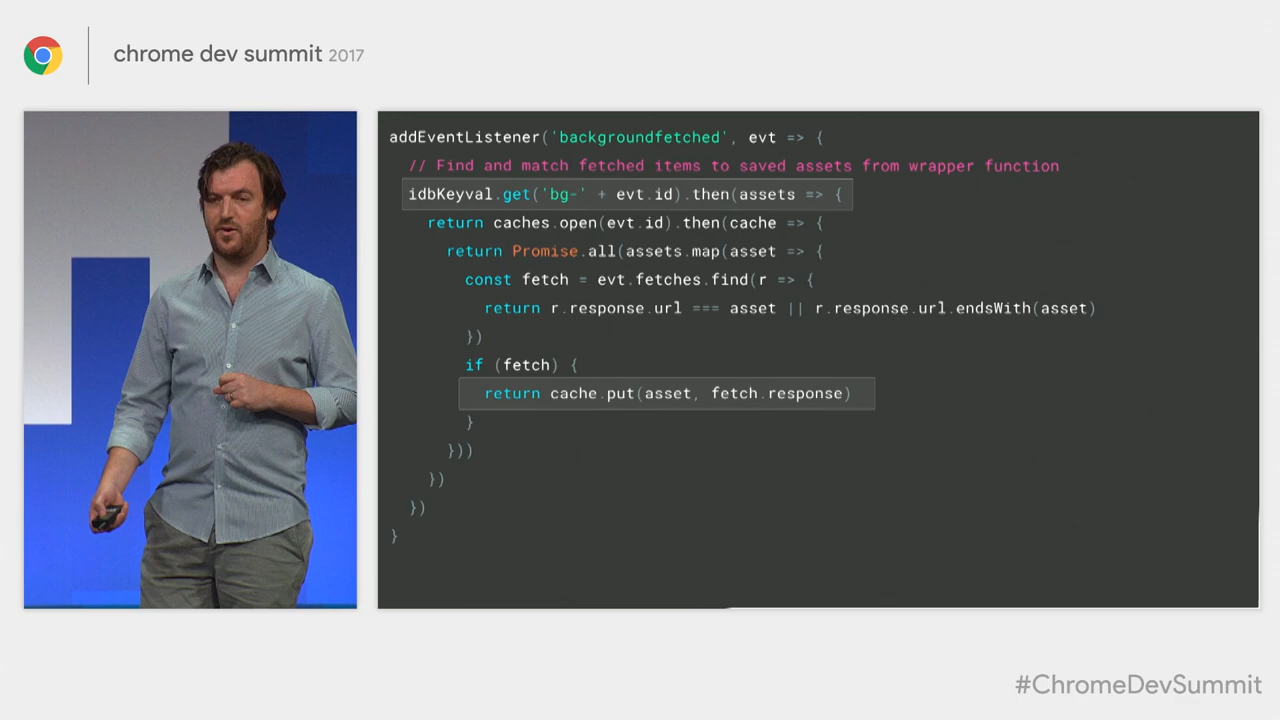 chrome dev summit 2017
addEventListener('backgroundfetched', evt => {
// Find and match fetched items to saved assets from wrapper function
idbKeyval.get('bg-' + evt.id).then(assets => {
return caches.open(evt.id).then(cache => {
return Promise.all(assets.map(asset => {
const fetch = evt.fetches.find(r => {
return r.response.url === asset || r.response.url.endsWith(asset)
})
if (fetch) {
return cache.put(asset, fetch.response)
}
}))
})
})
}
#ChromeDevSummit